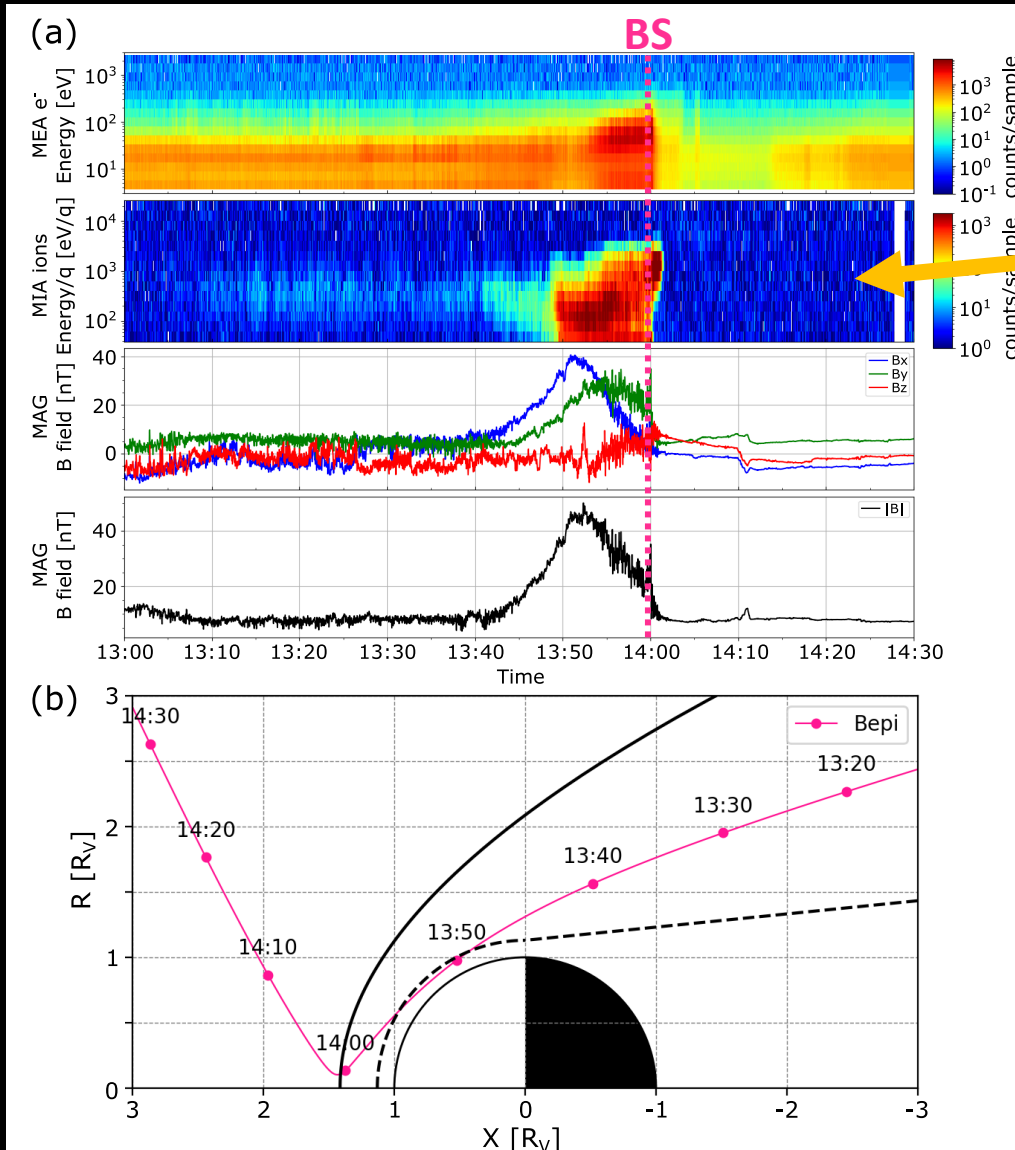 (a)
BS
MEA e-
Energy [eV]
10³
10²
10¹
counts/sample
10³
10²
10¹
10⁰
10⁻¹
MIA ions
Energy/q [eV/q]
10⁴
10³
10²
counts/sample
10³
10²
10¹
10⁰
MAG
B field [nT]
40
20
0
Bx
By
Bz
MAG
B field [nT]
40
20
|B|
13:00 13:10 13:20 13:30 13:40 13:50 14:00 14:10 14:20 14:30
Time
(b)
R [Rv]
3
2
1
0
Bepi
14:30
14:20
14:10
14:00
13:50
13:40
13:30
13:20
3 2 1 0 -1 -2 -3
X [Rv]